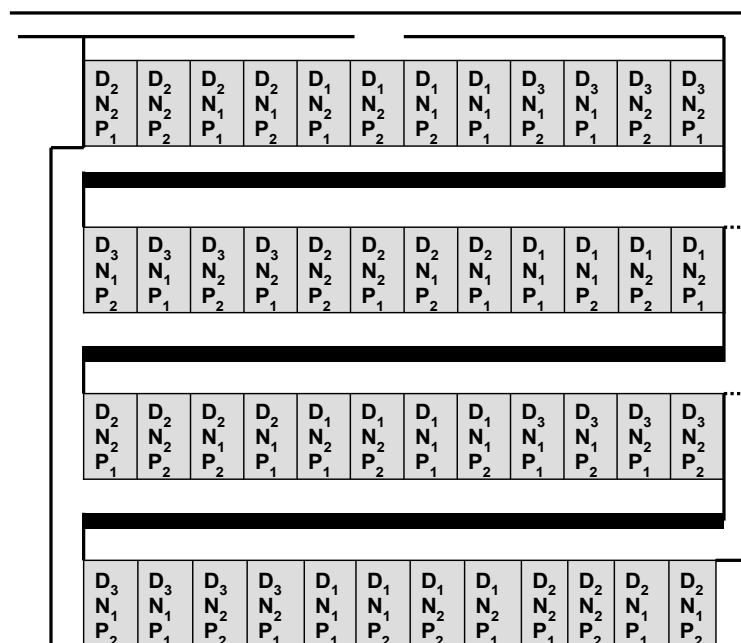 D₂ D₂ D₂ D₂ D₁ D₁ D₁ D₁ D₃ D₃ D₃ D₃
N₂ N₂ N₁ N₁ N₂ N₂ N₁ N₁ N₁ N₁ N₂ N₂
P₁ P₂ P₁ P₂ P₁ P₂ P₂ P₁ P₂ P₁ P₂ P₁
D₃ D₃ D₃ D₃ D₂ D₂ D₂ D₂ D₁ D₁ D₁ D₁
N₁ N₁ N₂ N₂ N₂ N₂ N₁ N₁ N₁ N₁ N₂ N₂
P₂ P₁ P₂ P₁ P₁ P₂ P₂ P₁ P₁ P₂ P₂ P₁
D₂ D₂ D₂ D₂ D₁ D₁ D₁ D₁ D₃ D₃ D₃ D₃
N₂ N₂ N₁ N₁ N₂ N₂ N₁ N₁ N₁ N₁ N₂ N₂
P₁ P₂ P₂ P₁ P₁ P₂ P₁ P₂ P₁ P₂ P₁ P₂
D₃ D₃ D₃ D₃ D₁ D₁ D₁ D₁ D₂ D₂ D₂ D₂
N₁ N₁ N₂ N₂ N₁ N₁ N₂ N₂ N₂ N₂ N₁ N₁
P₂ P₁ P₂ P₁ P₁ P₂ P₂ P₁ P₁ P₂ P₁ P₂